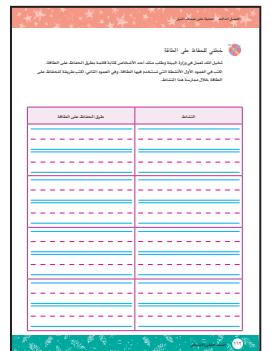 خطتي للحفاظ على الطاقة
تخيل أنك تعمل في وزارة البيئة وطلب منك أحد الأشخاص كتابة قائمة بطرق الحفاظ على الطاقة.
اكتب في العمود الأول الأنشطة التي تستخدم فيها الطاقة، وفي العمود الثاني، اكتب طريقة للحفاظ على
الطاقة خلال ممارسة هذا النشاط.
النشاط
طرق الحفاظ على الطاقة